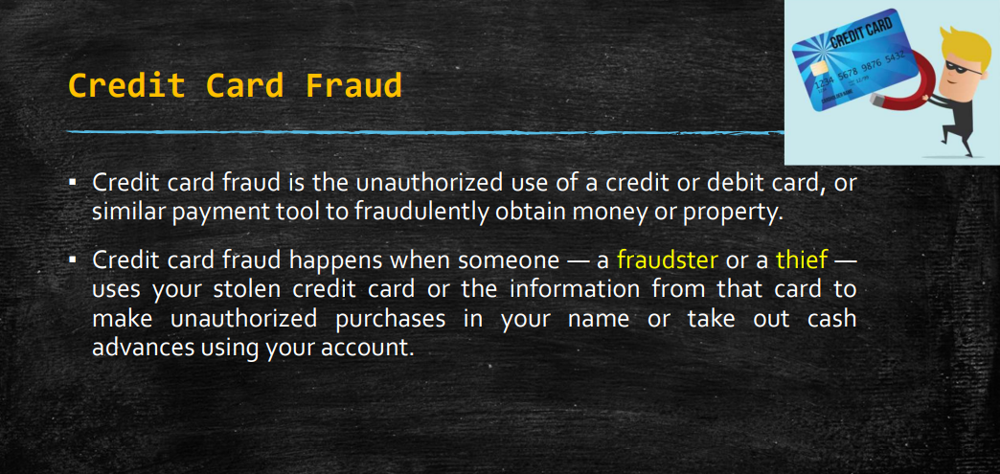 Credit Card Fraud
CREDIT CARD
1234 5678 9876 5432
CARDHOLDER NAME
▪ Credit card fraud is the unauthorized use of a credit or debit card, or
similar payment tool to fraudulently obtain money or property.
▪ Credit card fraud happens when someone — a fraudster or a thief —
uses your stolen credit card or the information from that card to
make unauthorized purchases in your name or take out cash
advances using your account.